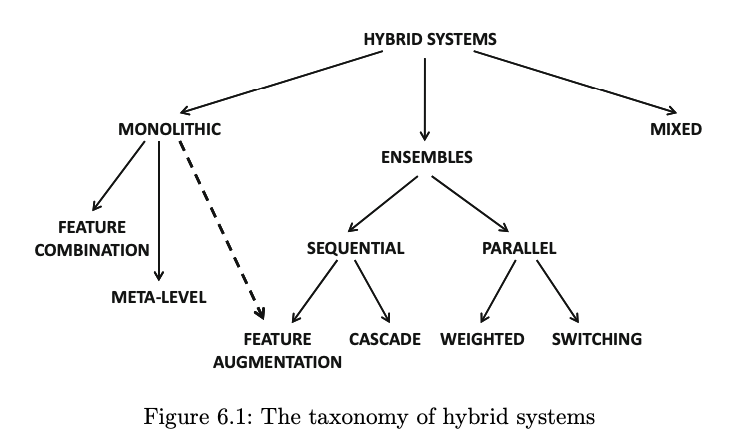 HYBRID SYSTEMS
MONOLITHIC
MIXED
ENSEMBLES
FEATURE
COMBINATION
SEQUENTIAL
PARALLEL
META-LEVEL
FEATURE
AUGMENTATION
CASCADE
WEIGHTED
SWITCHING
Figure 6.1: The taxonomy of hybrid systems